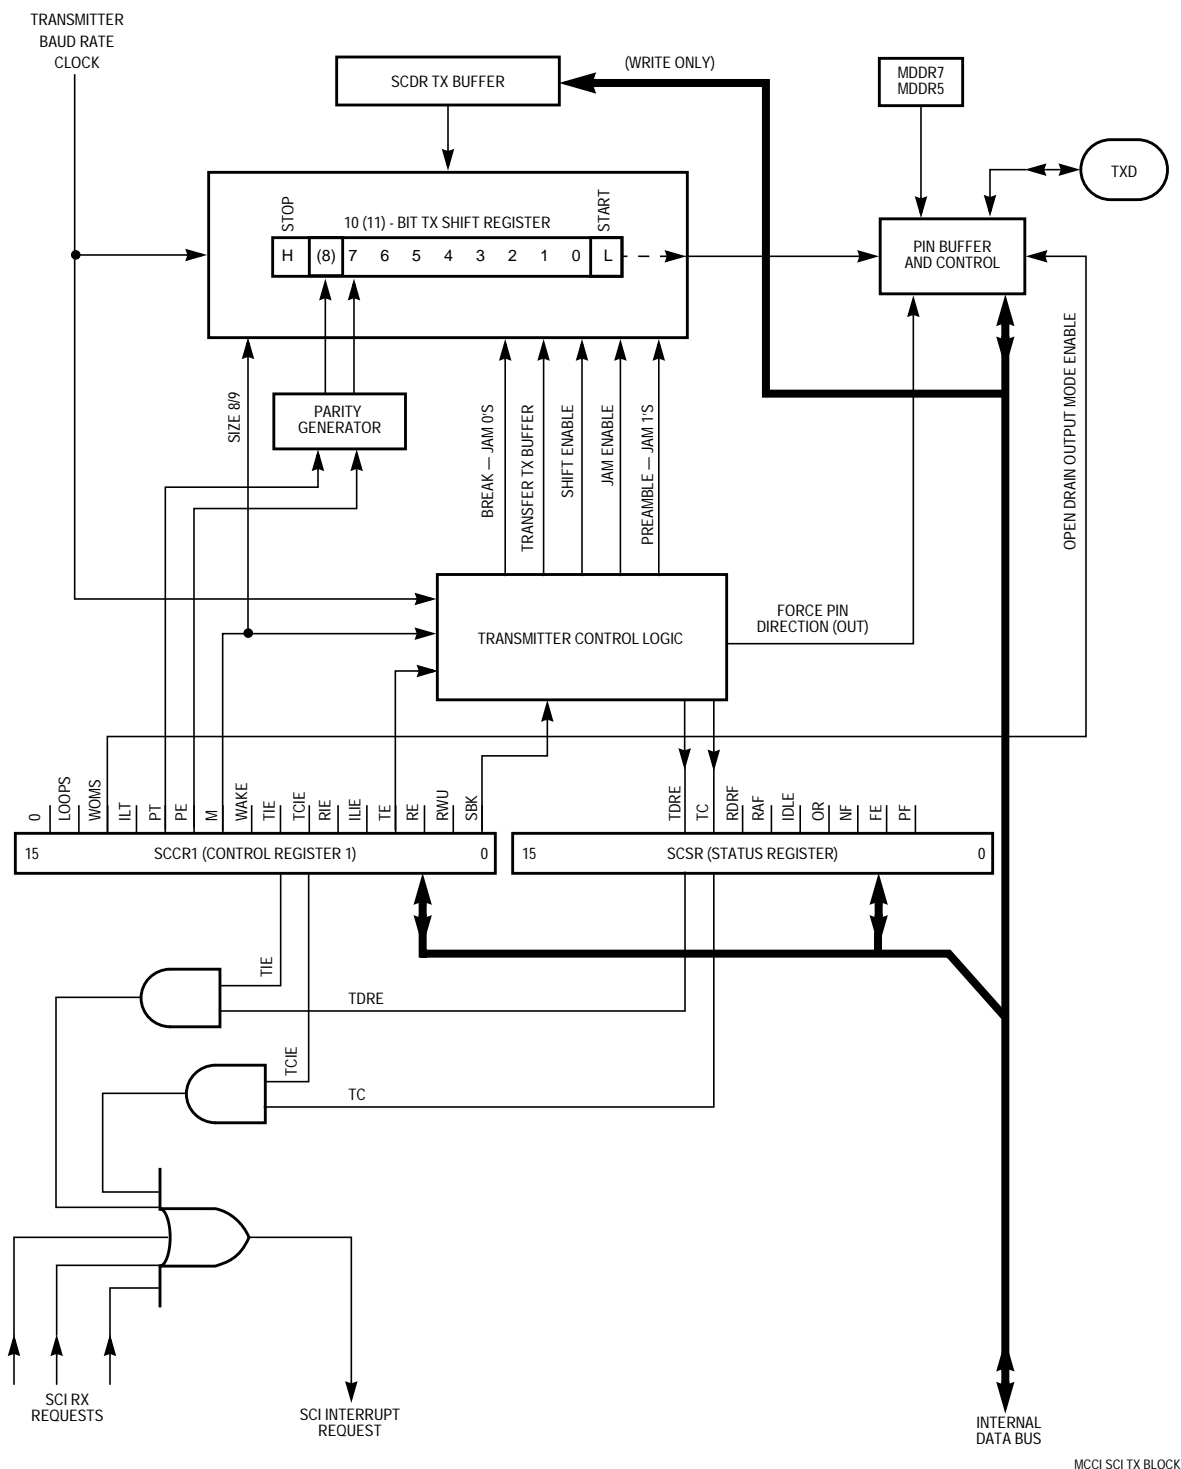 TRANSMITTER
BAUD RATE
CLOCK
SCDR TX BUFFER
(WRITE ONLY)
MDDR7
MDDR5
TXD
STOP
10 (11) - BIT TX SHIFT REGISTER
START
H (8) 7 6 5 4 3 2 1 0 L
PIN BUFFER
AND CONTROL
SIZE 8/9
PARITY
GENERATOR
BREAK — JAM 0'S
TRANSFER TX BUFFER
SHIFT ENABLE
JAM ENABLE
PREAMBLE — JAM 1'S
OPEN DRAIN OUTPUT MODE ENABLE
TRANSMITTER CONTROL LOGIC
FORCE PIN
DIRECTION (OUT)
0
LOOPS
WOMS
ILT
PT
PE
M
WAKE
TIE
TCIE
RIE
ILIE
TE
RE
RWU
SBK
TDRE
TC
RDRF
RAF
IDLE
OR
NF
FE
PF
15 SCCR1 (CONTROL REGISTER 1) 0
15 SCSR (STATUS REGISTER) 0
TIE
TDRE
TCIE
TC
SCI RX
REQUESTS
SCI INTERRUPT
REQUEST
INTERNAL
DATA BUS
MCCI SCI TX BLOCK